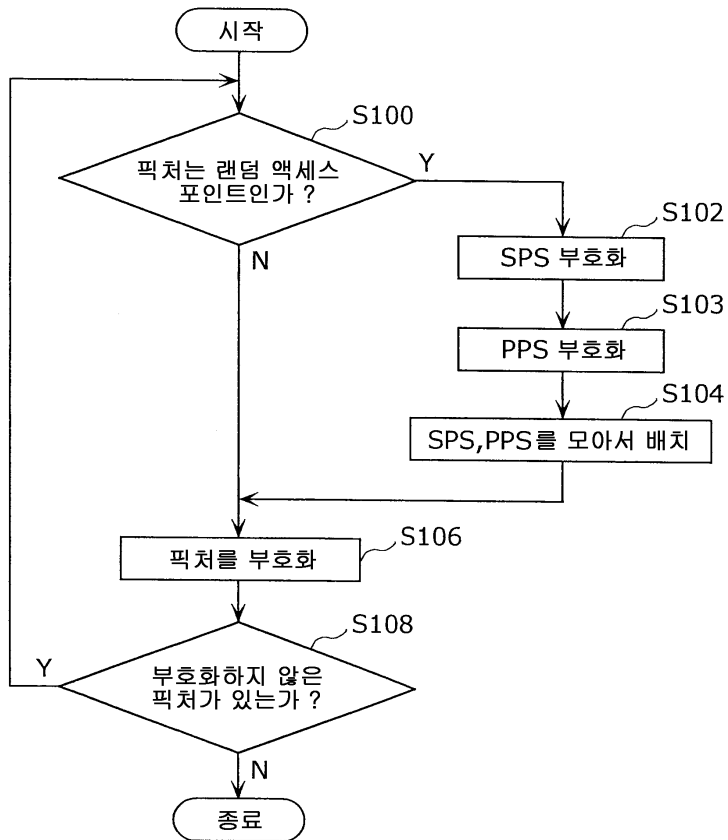 시작
S100
픽처는 랜덤 액세스
포인트인가 ?
Y
N
S102
SPS 부호화
S103
PPS 부호화
S104
SPS,PPS를 모아서 배치
S106
픽처를 부호화
S108
부호화하지 않은
픽처가 있는가 ?
Y
N
종료